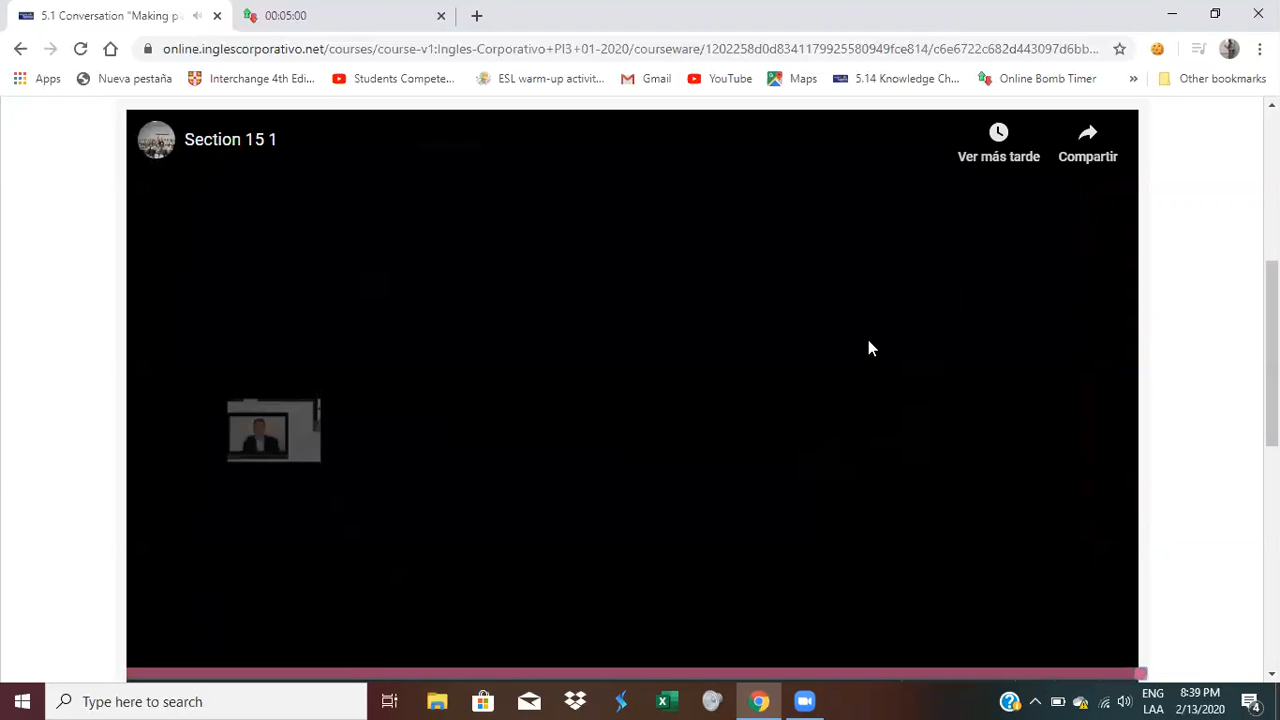 5.1 Conversation "Making p
00:05:00
online.inglescorporativo.net/courses/course-v1:Ingles-Corporativo+PI3+01-2020/courseware/1202258d0d8341179925580949fce814/c6e6722c682d443097d6bb...
Apps Nueva pestaña Interchange 4th Edi... Students Compete... ESL warm-up activit... Gmail YouTube Maps 5.14 Knowledge Ch... Online Bomb Timer » Other bookmarks
Section 15 1
Ver más tarde Compartir
Type here to search
ENG 8:39 PM
LAA 2/13/2020
4